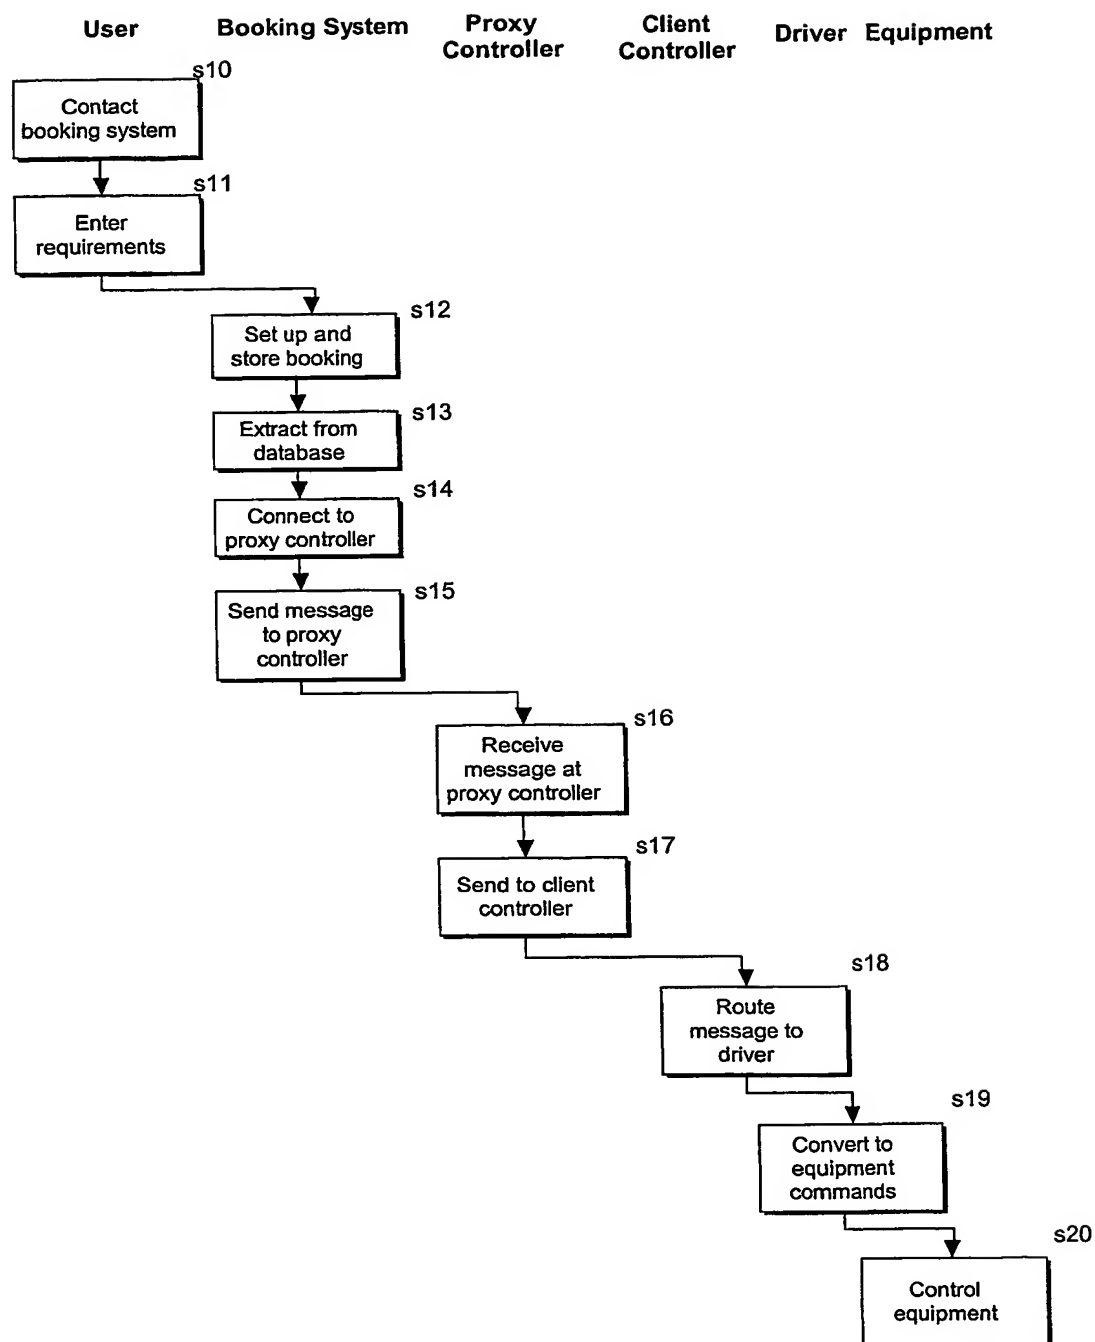 User
Booking System
Proxy
Controller
Client
Controller
Driver
Equipment
s10
Contact
booking system
s11
Enter
requirements
s12
Set up and
store booking
s13
Extract from
database
s14
Connect to
proxy controller
s15
Send message
to proxy
controller
s16
Receive
message at
proxy controller
s17
Send to client
controller
s18
Route
message to
driver
s19
Convert to
equipment
commands
s20
Control
equipment